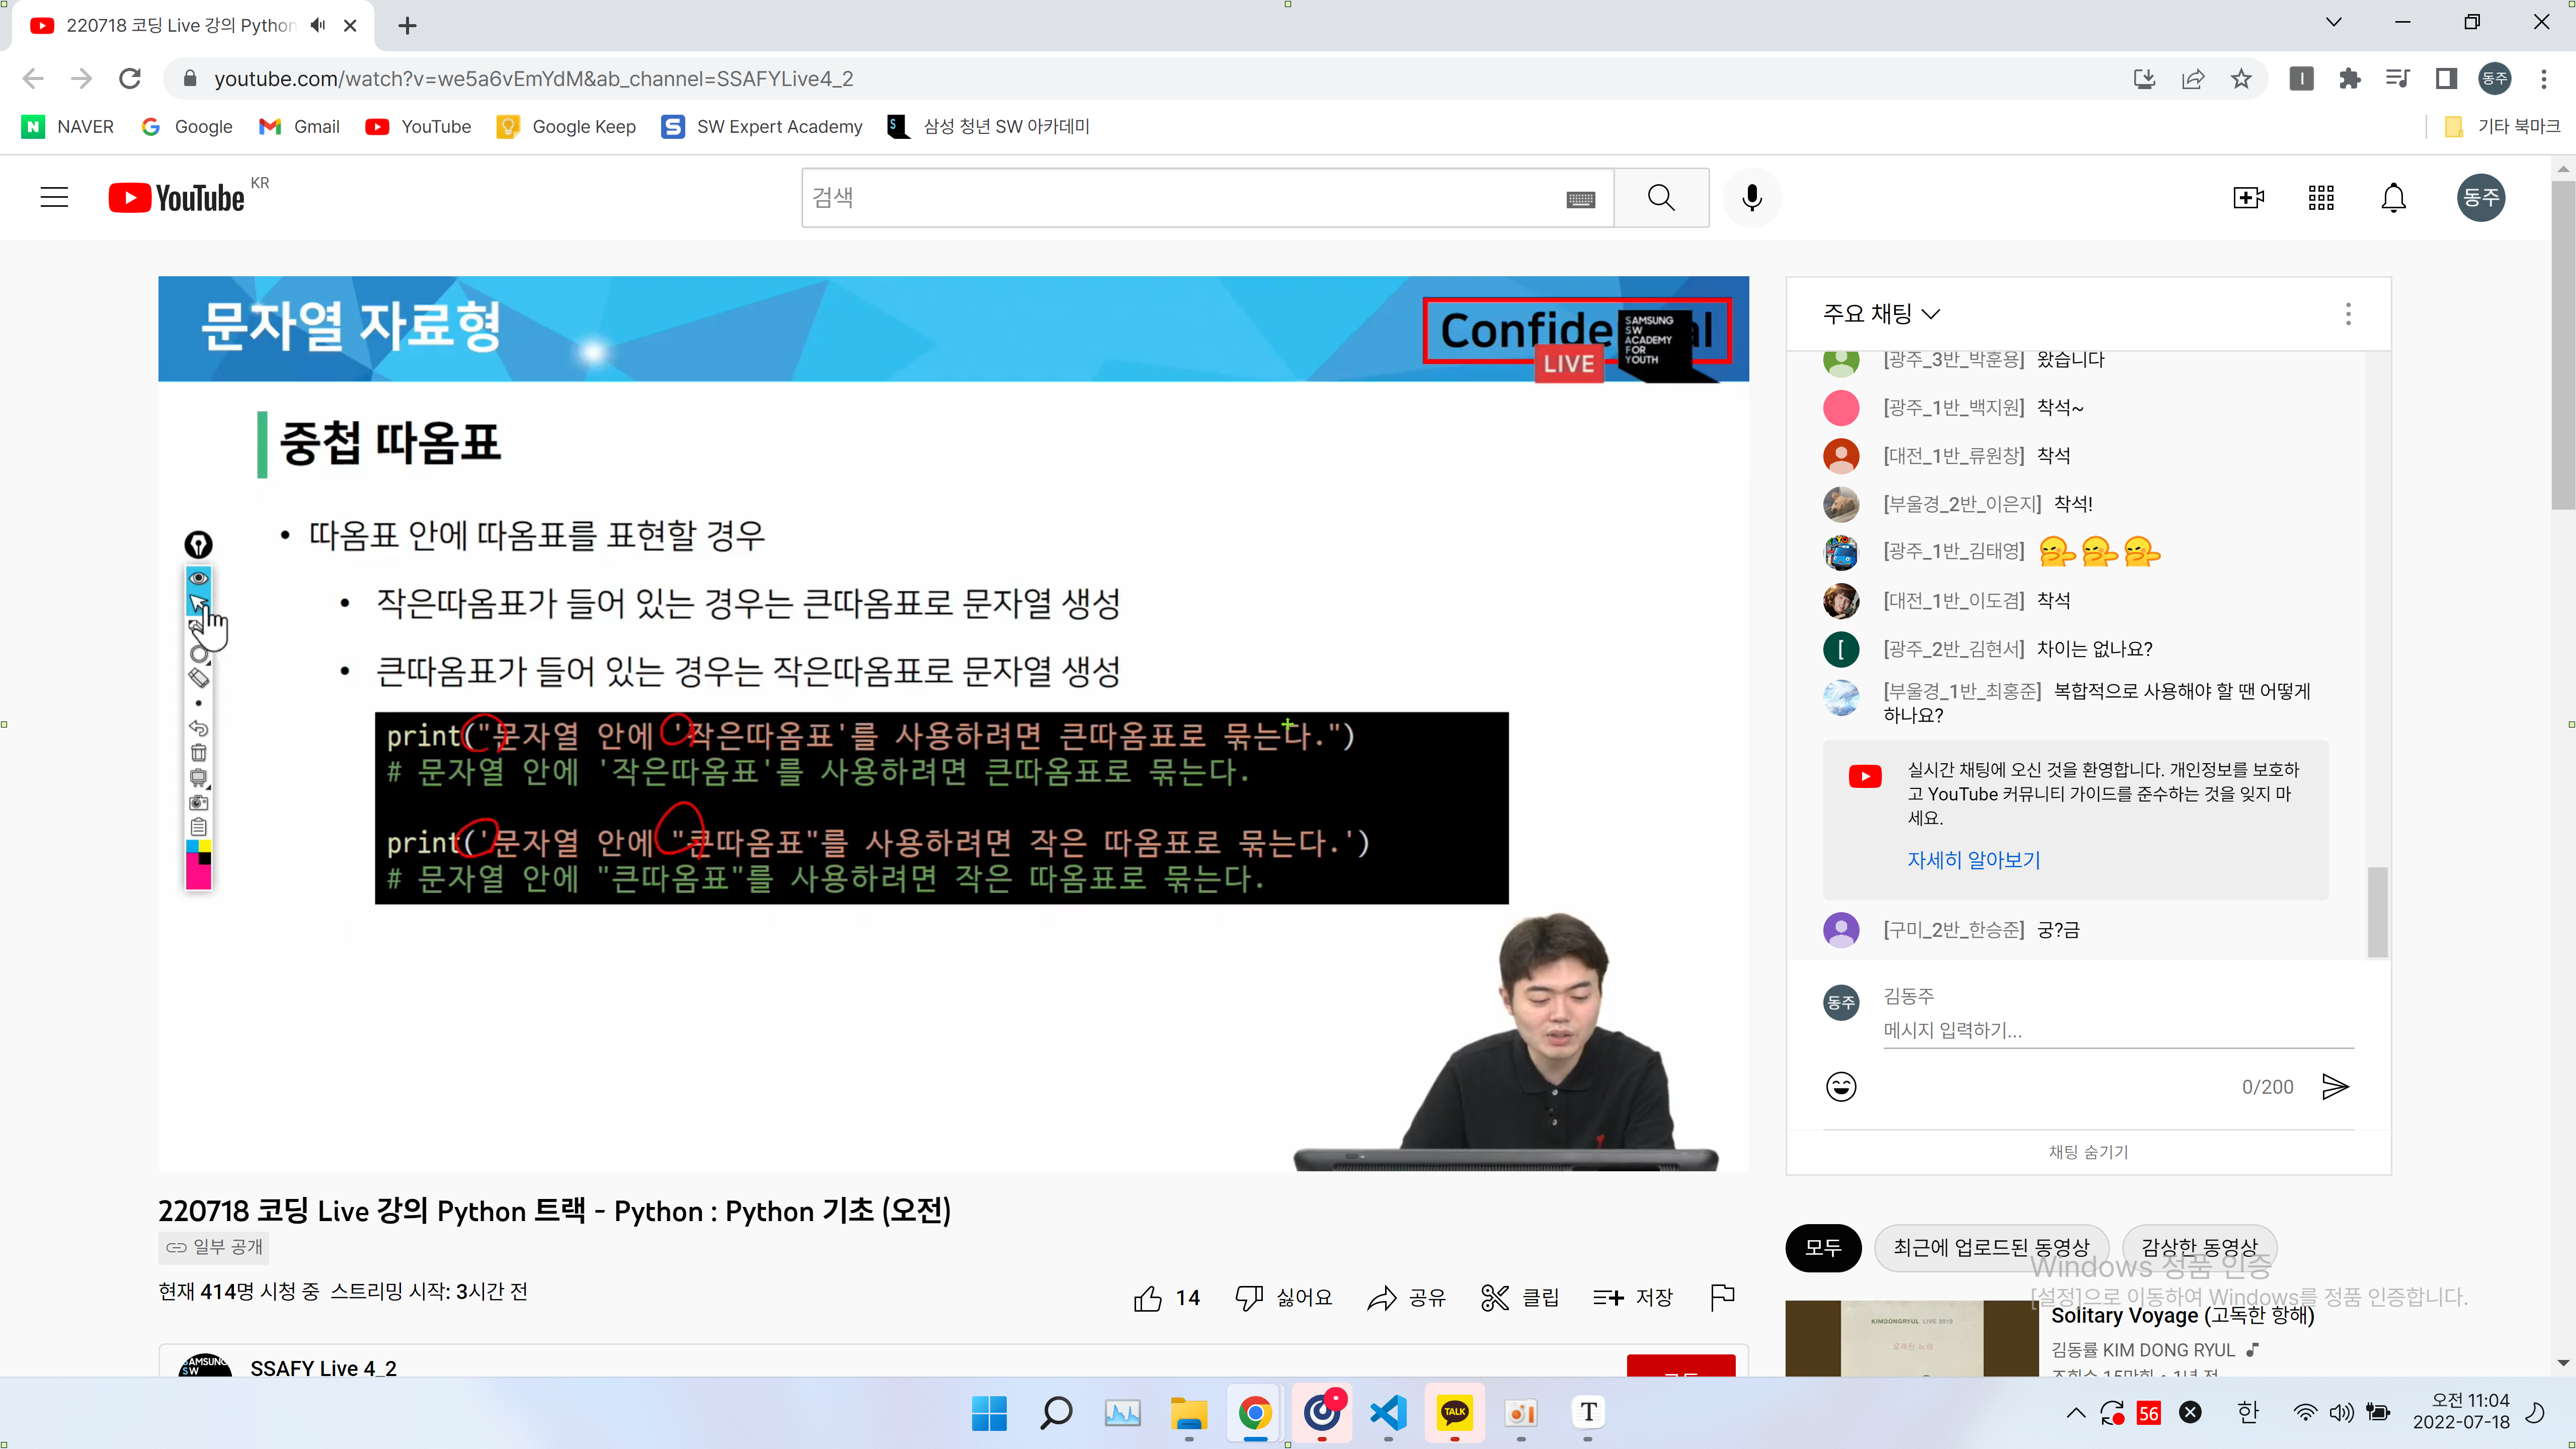 220718 코딩 Live 강의 Python
youtube.com/watch?v=we5a6vEmYdM&ab_channel=SSAFYLive4_2
동주
NAVER Google Gmail YouTube Google Keep SW Expert Academy 삼성 청년 SW 아카데미 기타 북마크
YouTube KR
검색
동주
문자열 자료형
Confide al
SAMSUNG
SW
ACADEMY
FOR
YOUTH
LIVE
중첩 따옴표
• 따옴표 안에 따옴표를 표현할 경우
• 작은따옴표가 들어 있는 경우는 큰따옴표로 문자열 생성
• 큰따옴표가 들어 있는 경우는 작은따옴표로 문자열 생성
print("문자열 안에 '작은따옴표'를 사용하려면 큰따옴표로 묶는다.")
# 문자열 안에 '작은따옴표'를 사용하려면 큰따옴표로 묶는다.
print('문자열 안에 "큰따옴표"를 사용하려면 작은 따옴표로 묶는다.')
# 문자열 안에 "큰따옴표"를 사용하려면 작은 따옴표로 묶는다.
220718 코딩 Live 강의 Python 트랙 - Python : Python 기초 (오전)
일부 공개
현재 414명 시청 중 스트리밍 시작: 3시간 전
14 싫어요 공유 클립 저장
SAMSUNG
SW
SSAFY Live 4_2
주요 채팅
[광주_3반_박훈용] 왔습니다
[광주_1반_백지원] 착석~
[대전_1반_류원창] 착석
[부울경_2반_이은지] 착석!
[광주_1반_김태영]
[대전_1반_이도겸] 착석
[ [광주_2반_김현서] 차이는 없나요?
[부울경_1반_최홍준] 복합적으로 사용해야 할 땐 어떻게
하나요?
실시간 채팅에 오신 것을 환영합니다. 개인정보를 보호하
고 YouTube 커뮤니티 가이드를 준수하는 것을 잊지 마
세요.
자세히 알아보기
[구미_2반_한승준] 궁?금
동주 김동주
메시지 입력하기...
0/200
채팅 숨기기
모두 최근에 업로드된 동영상 감상한 동영상
Windows 정품 인증
[설정]으로 이동하여 Windows를 정품 인증합니다.
KIMDONGRYUL LIVE 2019
오래된 노래
Solitary Voyage (고독한 항해)
김동률 KIM DONG RYUL
TALK
T
56
한
오전 11:04
2022-07-18